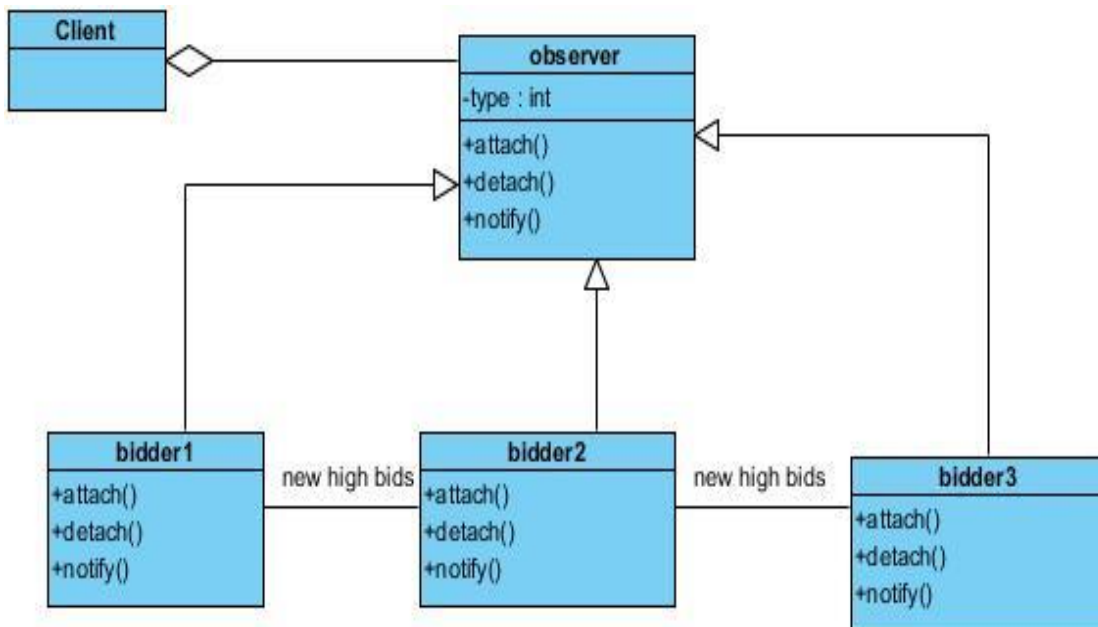 Client
observer
-type : int
+attach()
+detach()
+notify()
bidder1
+attach()
+detach()
+notify()
new high bids
bidder2
+attach()
+detach()
+notify()
new high bids
bidder3
+attach()
+detach()
+notify()